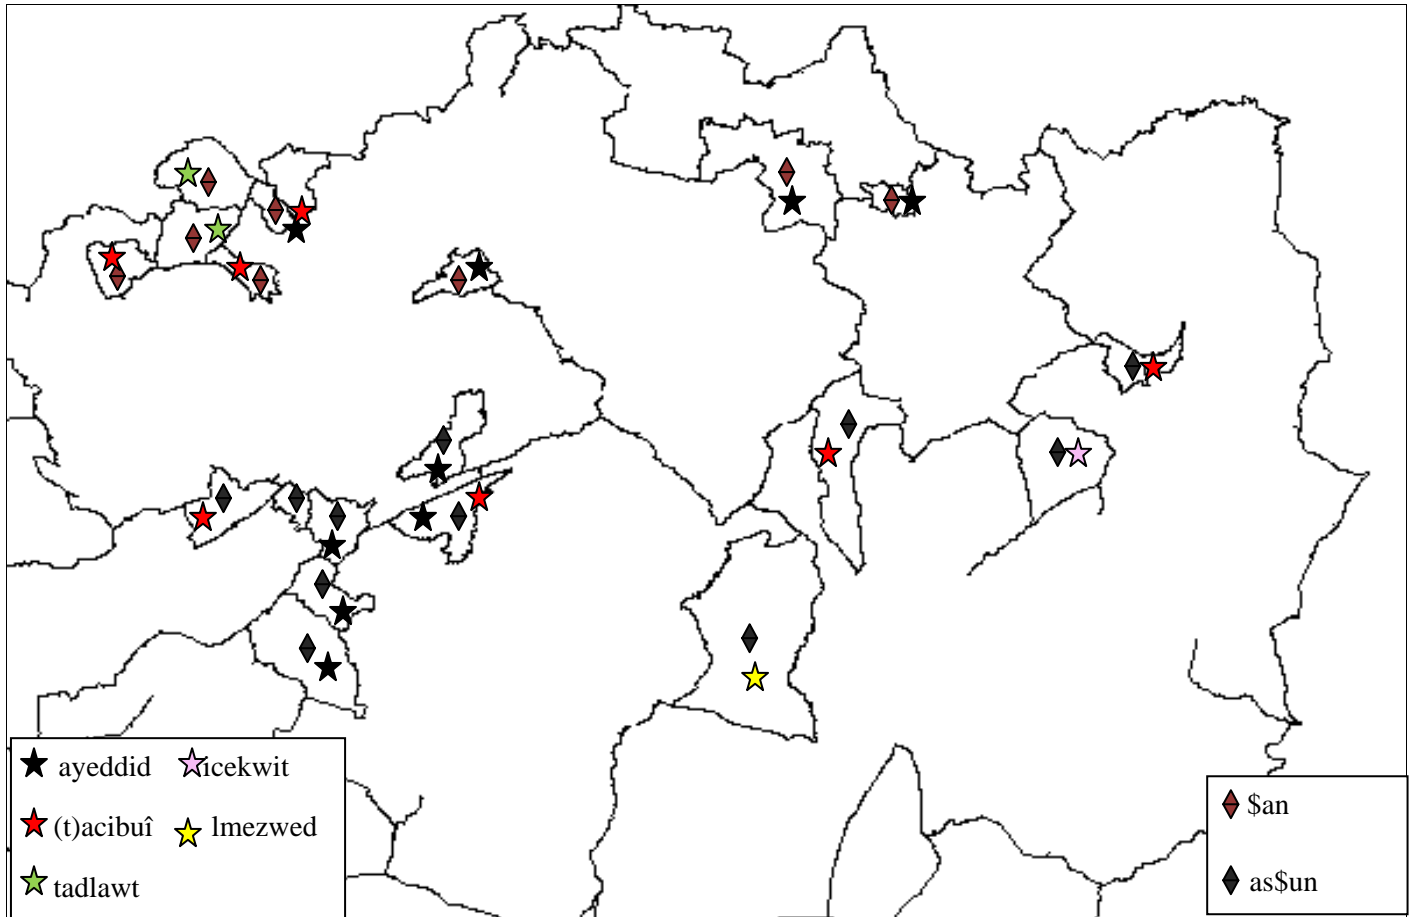 ayeddid icekwit
(t)acibuî lmezwed
tadlawt
$an
as$un